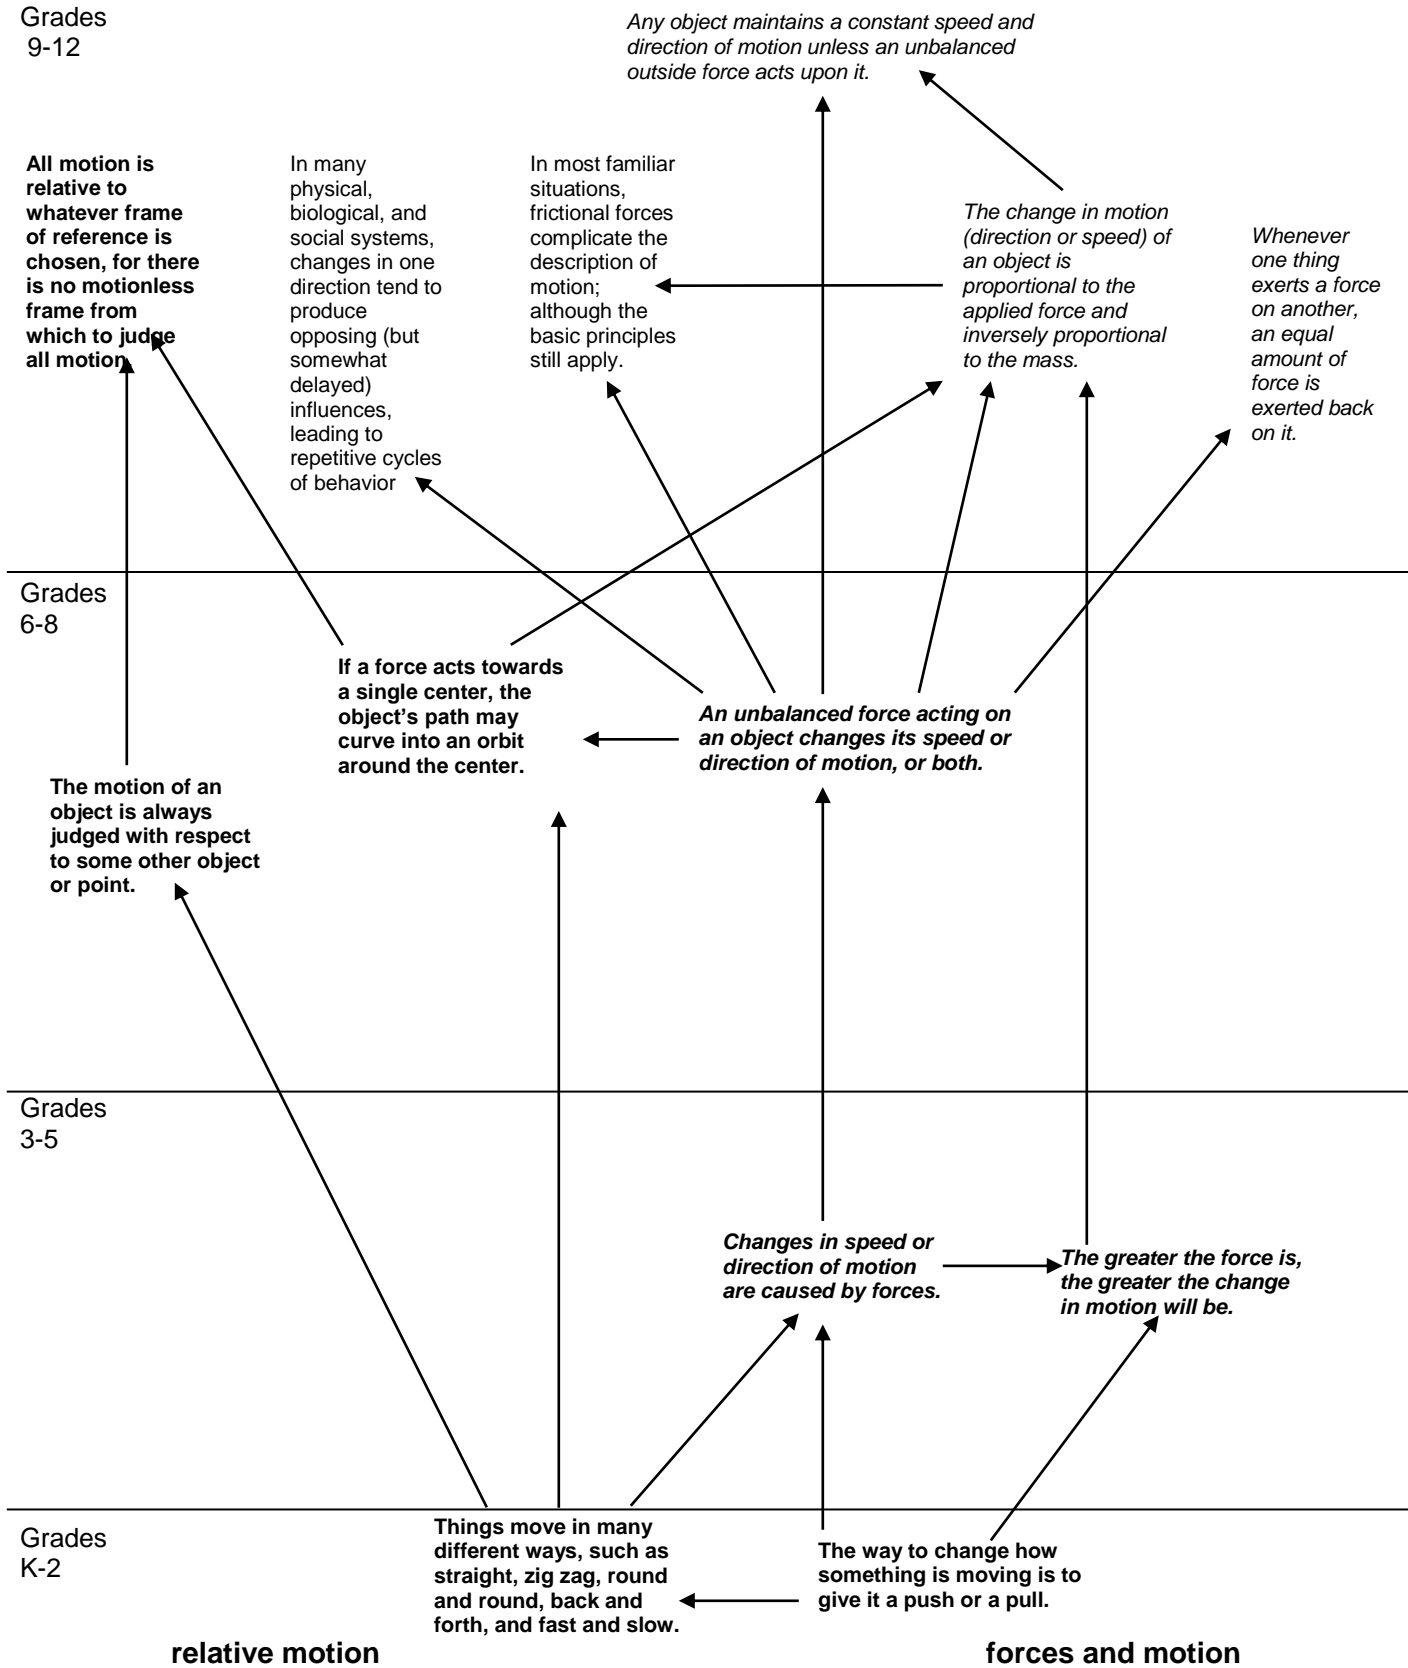 Grades
9-12
Any object maintains a constant speed and
direction of motion unless an unbalanced
outside force acts upon it.
All motion is
relative to
whatever frame
of reference is
chosen, for there
is no motionless
frame from
which to judge
all motion.
In many
physical,
biological, and
social systems,
changes in one
direction tend to
produce
opposing (but
somewhat
delayed)
influences,
leading to
repetitive cycles
of behavior
In most familiar
situations,
frictional forces
complicate the
description of
motion;
although the
basic principles
still apply.
The change in motion
(direction or speed) of
an object is
proportional to the
applied force and
inversely proportional
to the mass.
Whenever
one thing
exerts a force
on another,
an equal
amount of
force is
exerted back
on it.
Grades
6-8
If a force acts towards
a single center, the
object's path may
curve into an orbit
around the center.
An unbalanced force acting on
an object changes its speed or
direction of motion, or both.
The motion of an
object is always
judged with respect
to some other object
or point.
Grades
3-5
Changes in speed or
direction of motion
are caused by forces.
The greater the force is,
the greater the change
in motion will be.
Grades
K-2
Things move in many
different ways, such as
straight, zig zag, round
and round, back and
forth, and fast and slow.
The way to change how
something is moving is to
give it a push or a pull.
relative motion
forces and motion